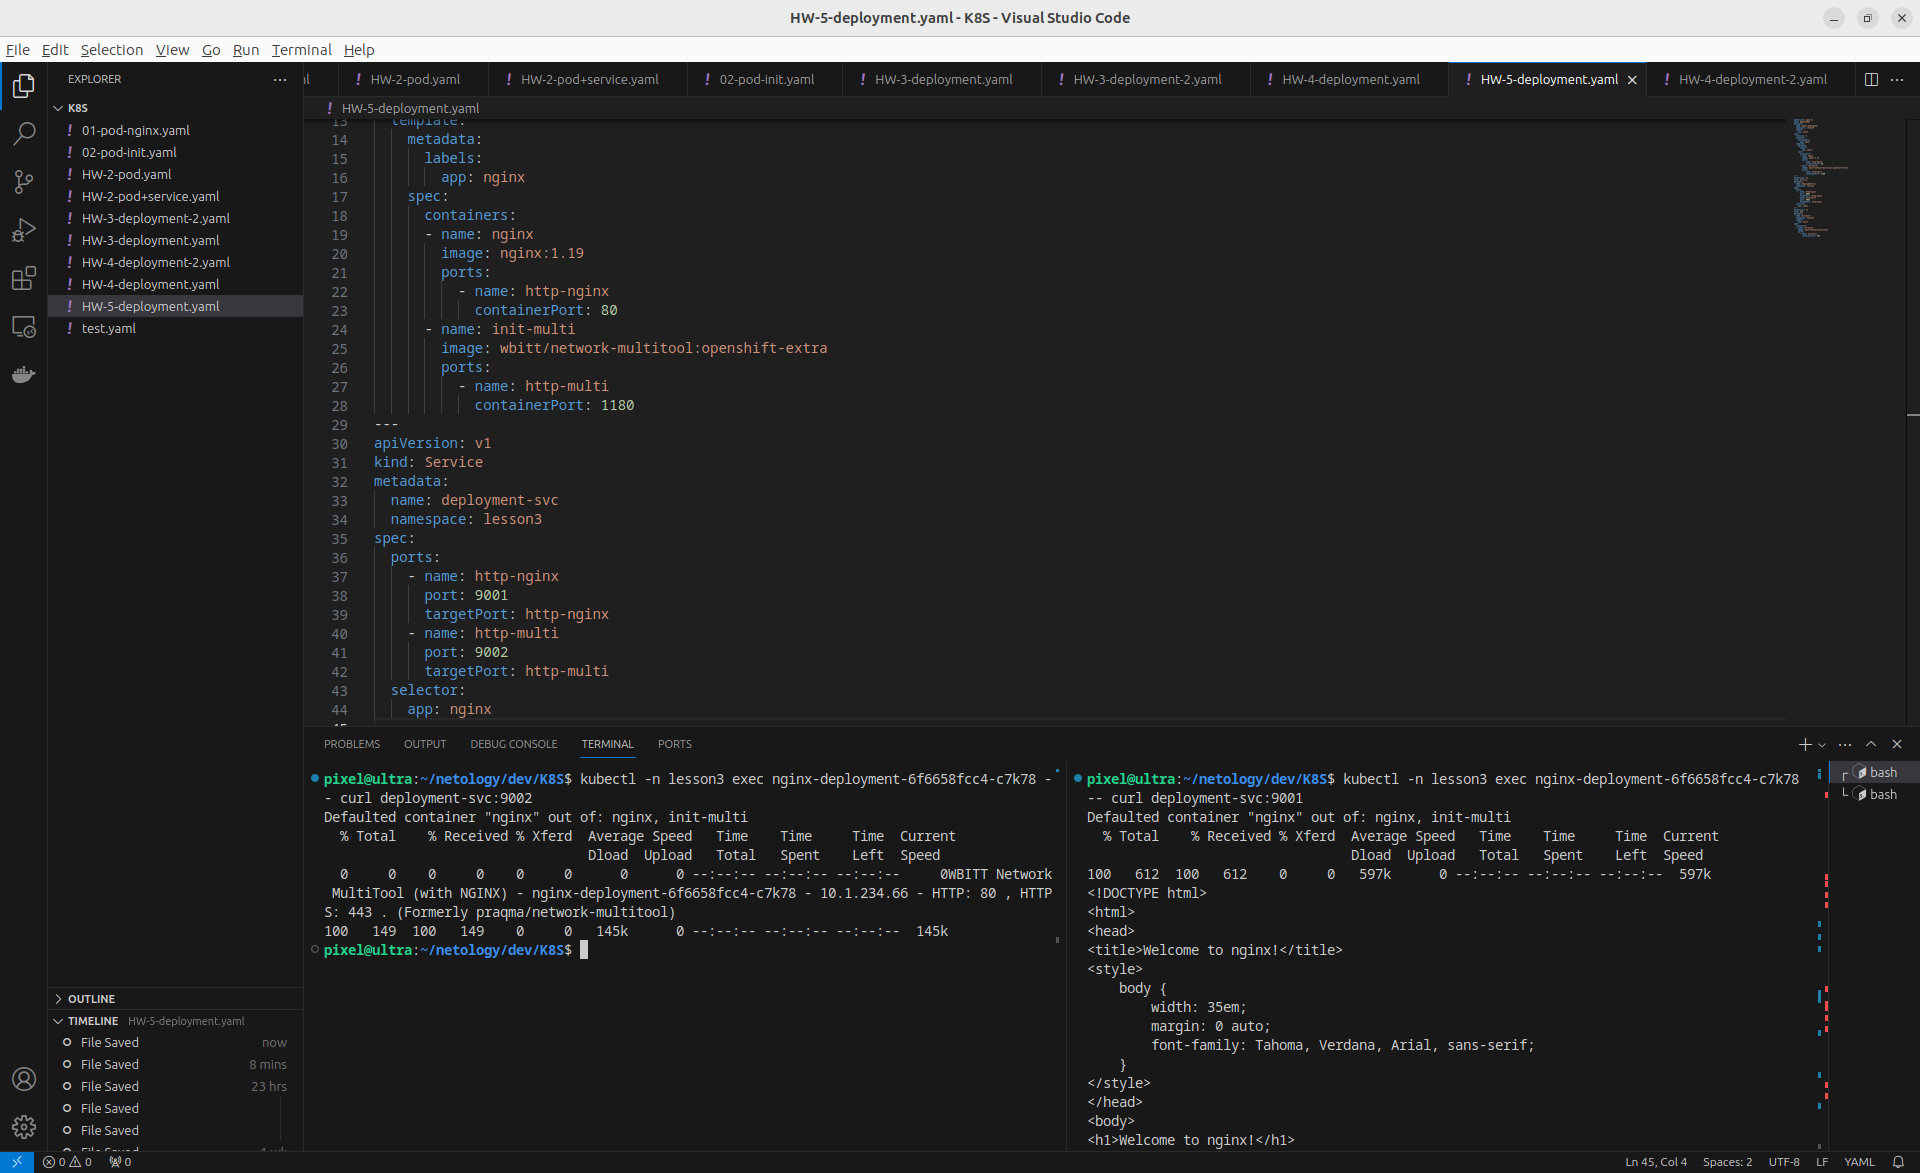 HW-5-deployment.yaml - K8S - Visual Studio Code
File Edit Selection View Go Run Terminal Help
EXPLORER
K8S
! 01-pod-nginx.yaml
! 02-pod-init.yaml
! HW-2-pod.yaml
! HW-2-pod+service.yaml
! HW-3-deployment-2.yaml
! HW-3-deployment.yaml
! HW-4-deployment-2.yaml
! HW-4-deployment.yaml
! HW-5-deployment.yaml
! test.yaml
OUTLINE
TIMELINE HW-5-deployment.yaml
File Saved now
File Saved 8 mins
File Saved 23 hrs
File Saved
File Saved
File Saved 1 wk
! HW-2-pod.yaml ! HW-2-pod+service.yaml ! 02-pod-init.yaml ! HW-3-deployment.yaml ! HW-3-deployment-2.yaml ! HW-4-deployment.yaml ! HW-5-deployment.yaml ! HW-4-deployment-2.yaml
! HW-5-deployment.yaml
13 template:
14 metadata:
15 labels:
16 app: nginx
17 spec:
18 containers:
19 - name: nginx
20 image: nginx:1.19
21 ports:
22 - name: http-nginx
23 containerPort: 80
24 - name: init-multi
25 image: wbitt/network-multitool:openshift-extra
26 ports:
27 - name: http-multi
28 containerPort: 1180
29 ---
30 apiVersion: v1
31 kind: Service
32 metadata:
33 name: deployment-svc
34 namespace: lesson3
35 spec:
36 ports:
37 - name: http-nginx
38 port: 9001
39 targetPort: http-nginx
40 - name: http-multi
41 port: 9002
42 targetPort: http-multi
43 selector:
44 app: nginx
PROBLEMS OUTPUT DEBUG CONSOLE TERMINAL PORTS
pixel@ultra:~/netology/dev/K8S$ kubectl -n lesson3 exec nginx-deployment-6f6658fcc4-c7k78 -
- curl deployment-svc:9002
Defaulted container "nginx" out of: nginx, init-multi
% Total % Received % Xferd Average Speed Time Time Time Current
Dload Upload Total Spent Left Speed
0 0 0 0 0 0 0 0 --:--:-- --:--:-- --:--:-- 0WBITT Network
MultiTool (with NGINX) - nginx-deployment-6f6658fcc4-c7k78 - 10.1.234.66 - HTTP: 80 , HTTP
S: 443 . (Formerly praqma/network-multitool)
100 149 100 149 0 0 145k 0 --:--:-- --:--:-- --:--:-- 145k
pixel@ultra:~/netology/dev/K8S$
pixel@ultra:~/netology/dev/K8S$ kubectl -n lesson3 exec nginx-deployment-6f6658fcc4-c7k78
-- curl deployment-svc:9001
Defaulted container "nginx" out of: nginx, init-multi
% Total % Received % Xferd Average Speed Time Time Time Current
Dload Upload Total Spent Left Speed
100 612 100 612 0 0 597k 0 --:--:-- --:--:-- --:--:-- 597k
<!DOCTYPE html>
<html>
<head>
<title>Welcome to nginx!</title>
<style>
body {
width: 35em;
margin: 0 auto;
font-family: Tahoma, Verdana, Arial, sans-serif;
}
</style>
</head>
<body>
<h1>Welcome to nginx!</h1>
bash
bash
0 0 0
Ln 45, Col 4 Spaces: 2 UTF-8 LF YAML